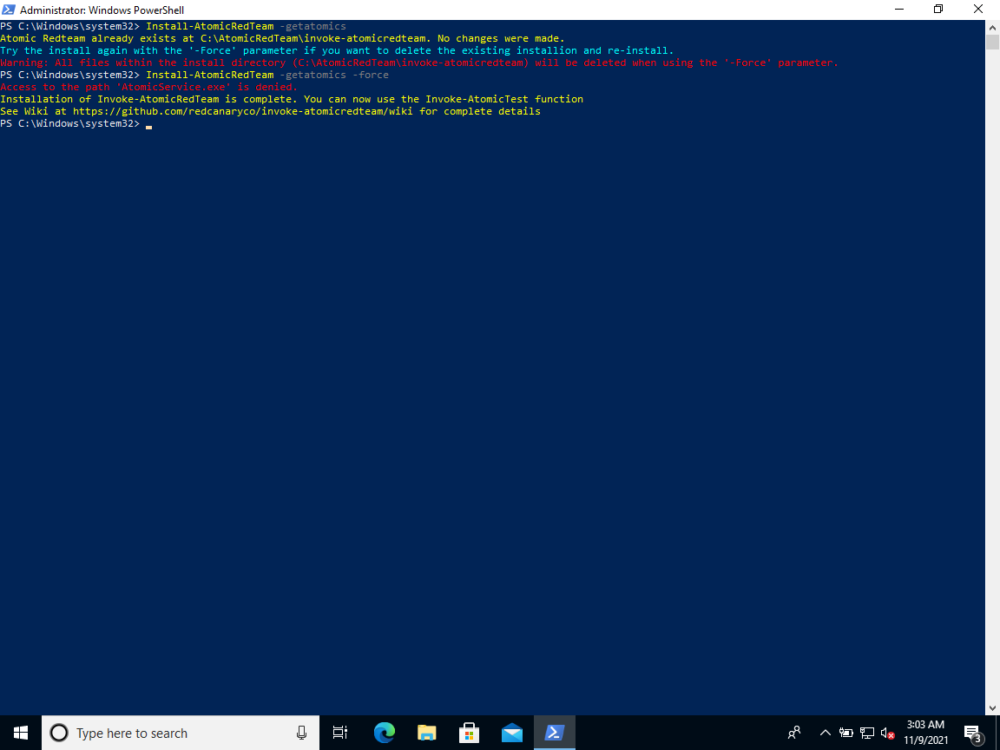 Administrator: Windows PowerShell
PS C:\Windows\system32> Install-AtomicRedTeam -getatomics
Atomic Redteam already exists at C:\AtomicRedTeam\invoke-atomicredteam. No changes were made.
Try the install again with the '-Force' parameter if you want to delete the existing installion and re-install.
Warning: All files within the install directory (C:\AtomicRedTeam\invoke-atomicredteam) will be deleted when using the '-Force' parameter.
PS C:\Windows\system32> Install-AtomicRedTeam -getatomics -force
Access to the path 'AtomicService.exe' is denied.
Installation of Invoke-AtomicRedTeam is complete. You can now use the Invoke-AtomicTest function
See Wiki at https://github.com/redcanaryco/invoke-atomicredteam/wiki for complete details
PS C:\Windows\system32>
Type here to search
3:03 AM
11/9/2021
3